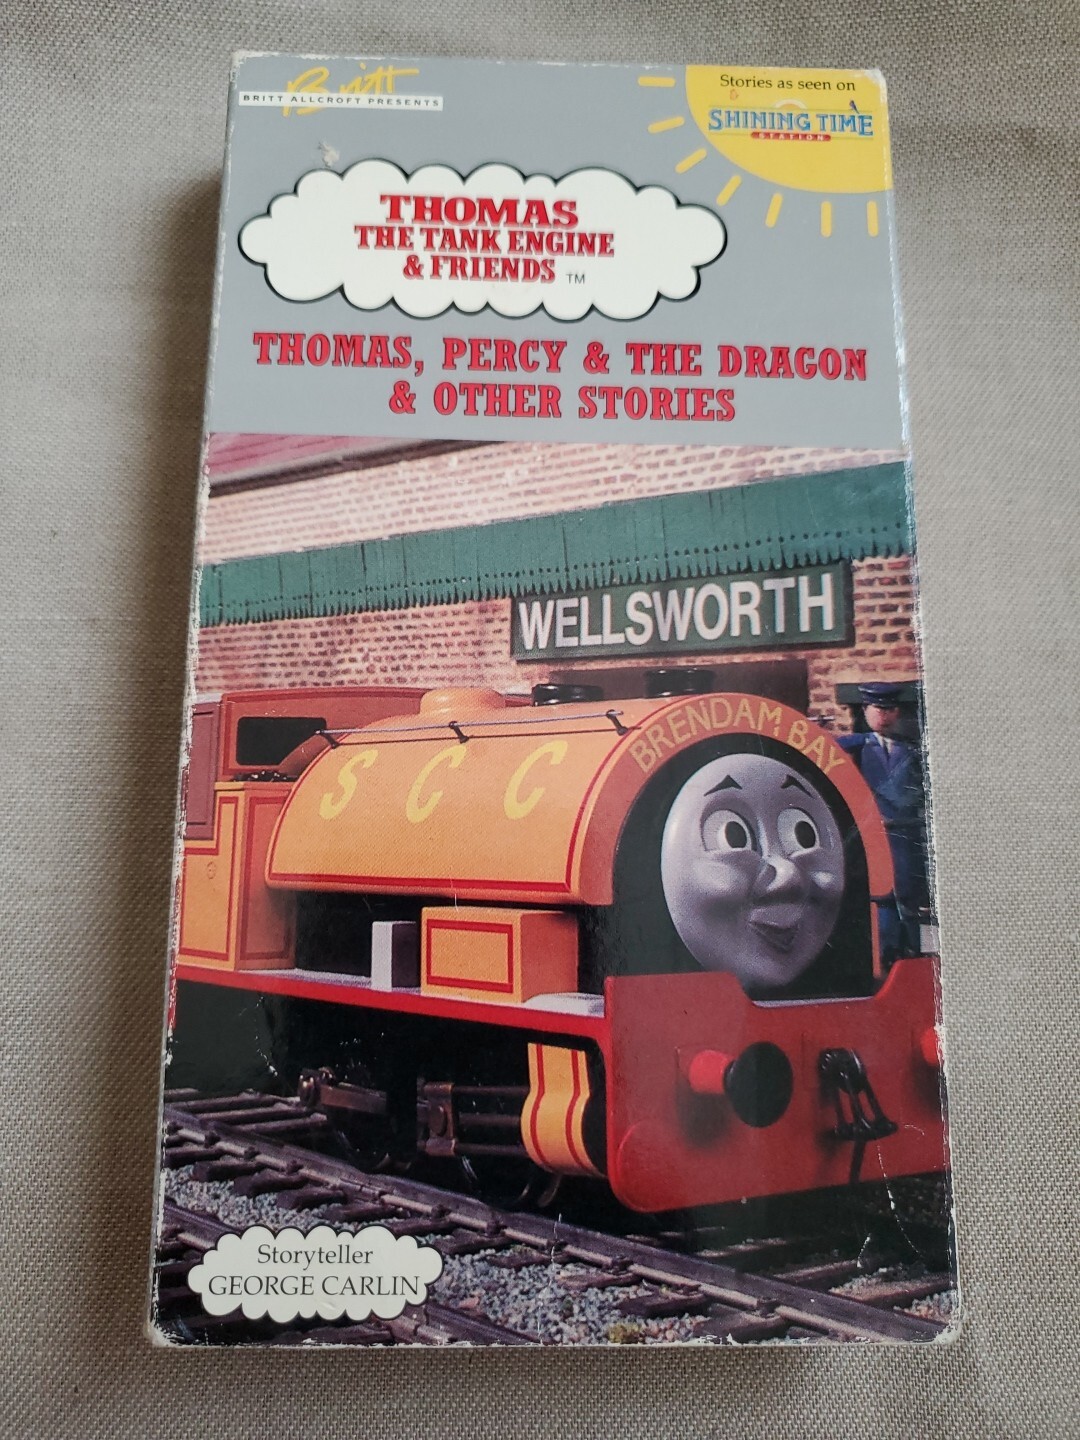 Britt
BRITT ALLCROFT PRESENTS
Stories as seen on
SHINING TIME
STATION
THOMAS
THE TANK ENGINE
& FRIENDS TM
THOMAS, PERCY & THE DRAGON
& OTHER STORIES
WELLSWORTH
BRENDAM BAY
S C C
Storyteller
GEORGE CARLIN